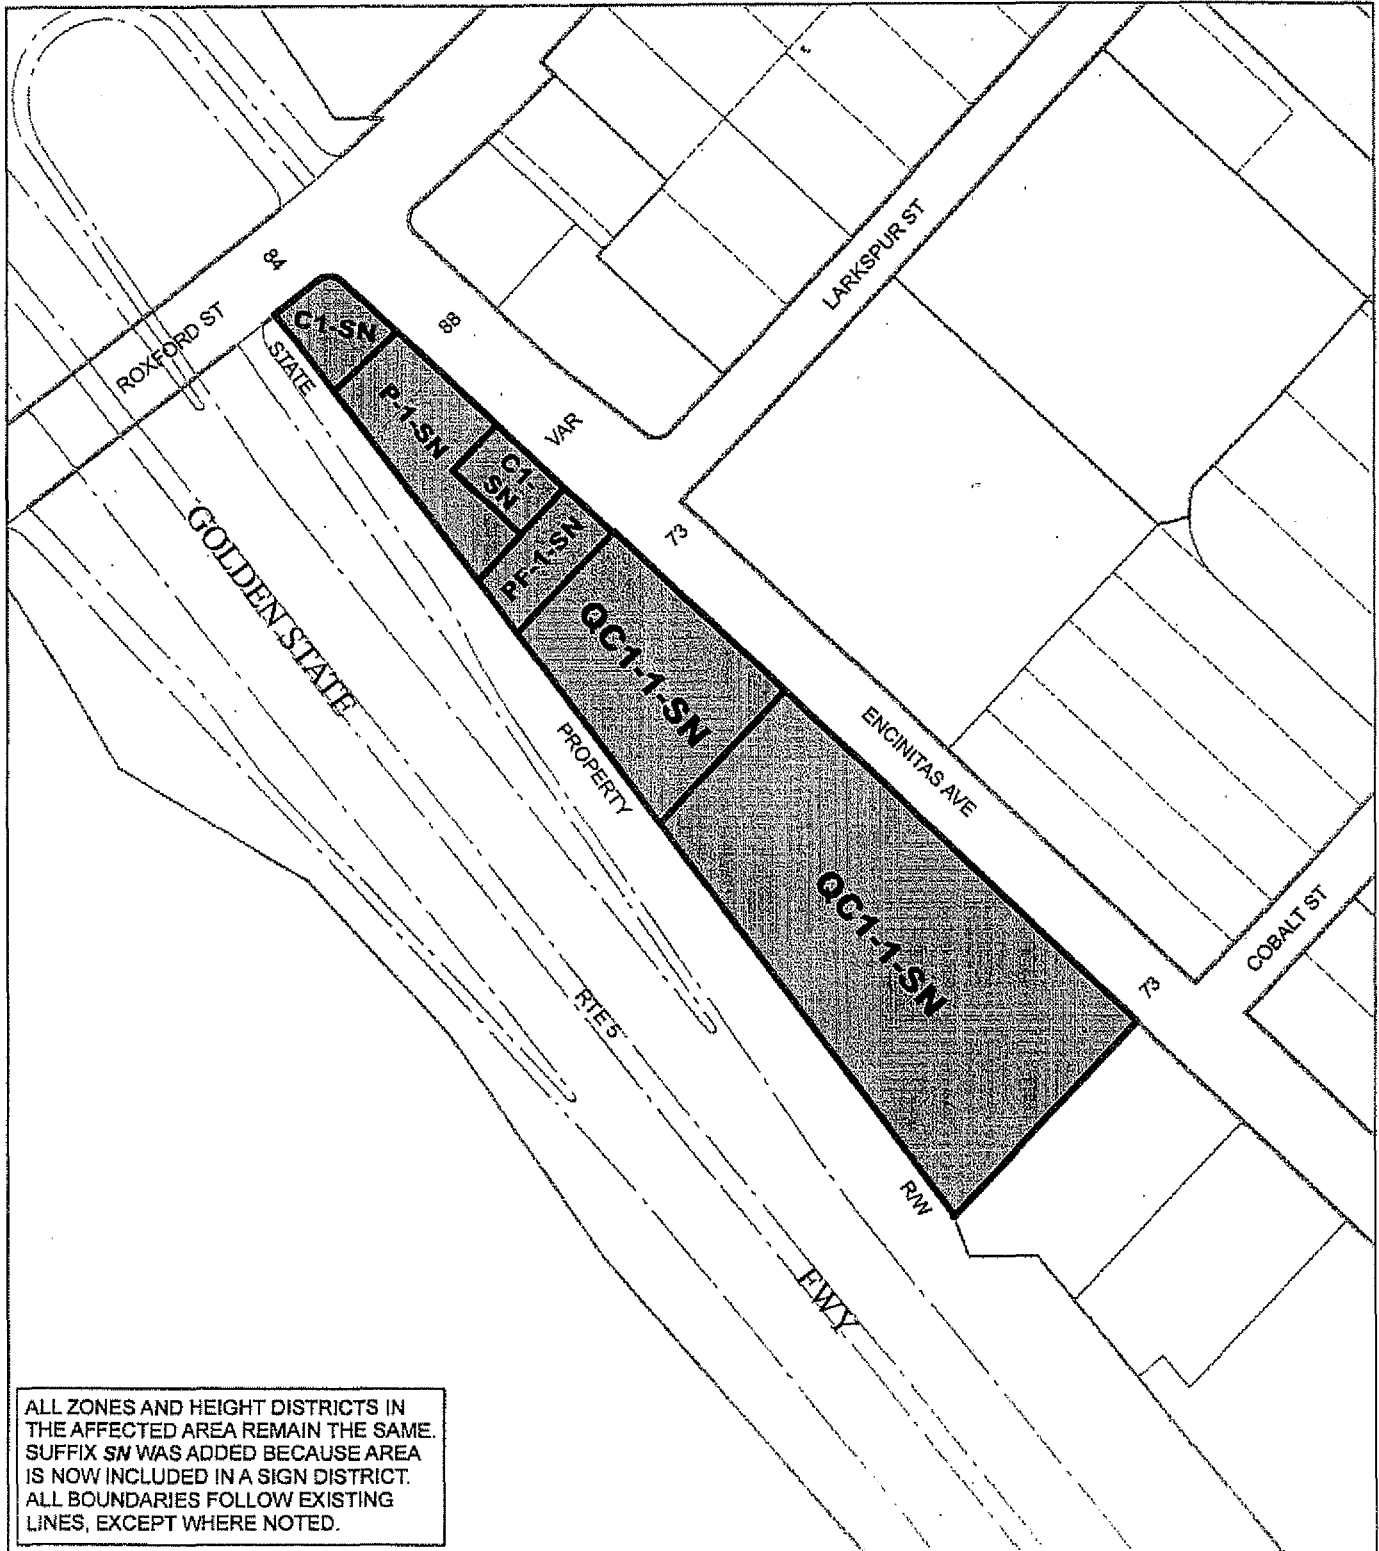 84
ROXFORD ST
C1-SN
STATE
88
LARKSPUR ST
P-1-SN
VAR
C1-
SN
PF-1-SN
73
GOLDEN STATE
QC1-1-SN
PROPERTY
ENCINITAS AVE
QC1-1-SN
COBALT ST
73
RTE 5
R/W
FWY
ALL ZONES AND HEIGHT DISTRICTS IN
THE AFFECTED AREA REMAIN THE SAME.
SUFFIX SN WAS ADDED BECAUSE AREA
IS NOW INCLUDED IN A SIGN DISTRICT.
ALL BOUNDARIES FOLLOW EXISTING
LINES, EXCEPT WHERE NOTED.